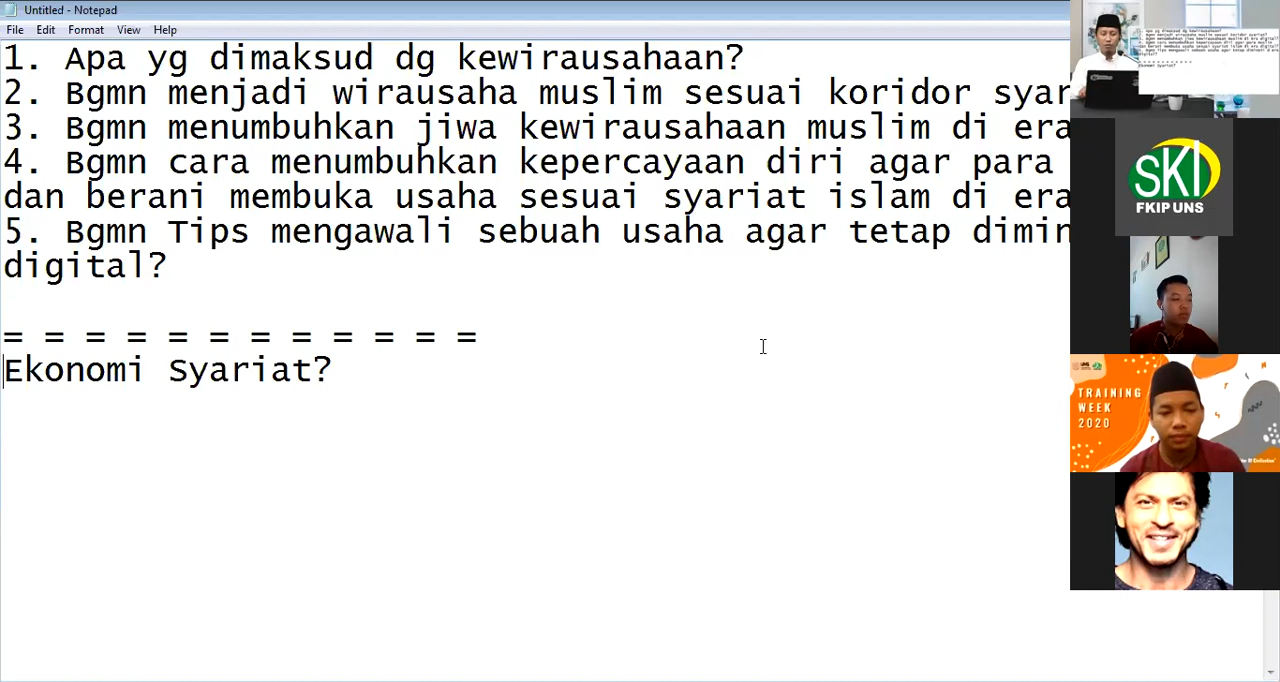 Untitled - Notepad
File Edit Format View Help
1. Apa yg dimaksud dg kewirausahaan?
2. Bgmn menjadi wirausaha muslim sesuai koridor syar
3. Bgmn menumbuhkan jiwa kewirausahaan muslim di era
4. Bgmn cara menumbuhkan kepercayaan diri agar para
dan berani membuka usaha sesuai syariat islam di era
5. Bgmn Tips mengawali sebuah usaha agar tetap dimin
digital?
= = = = = = = = = = = =
Ekonomi Syariat?
SKI
FKIP UNS
TRAINING
WEEK
2020